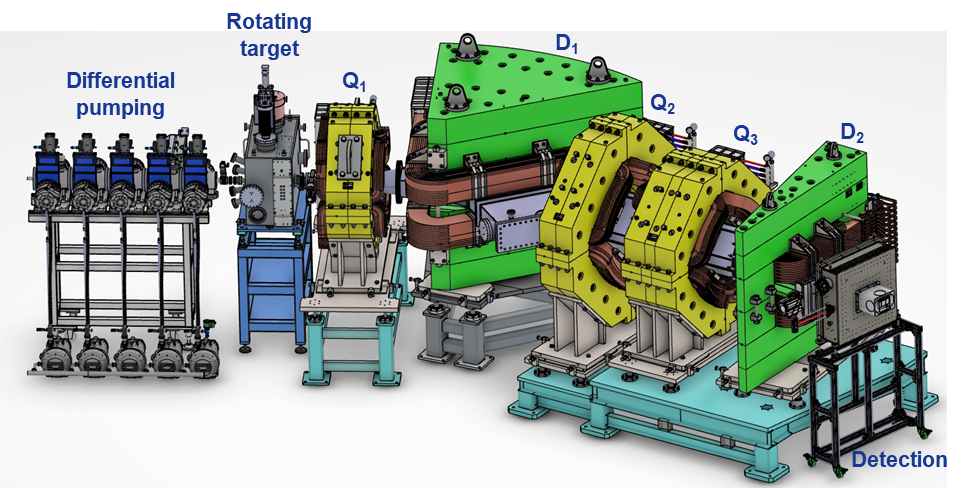 Differential
pumping
Rotating
target
Q₁
D₁
Q₂
Q₃
D₂
Detection